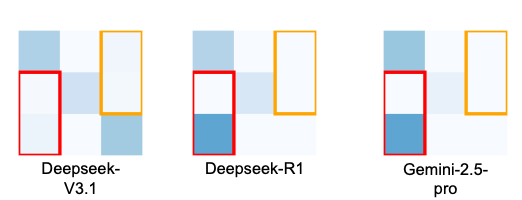 Deepseek-
V3.1
Deepseek-R1
Gemini-2.5-
pro